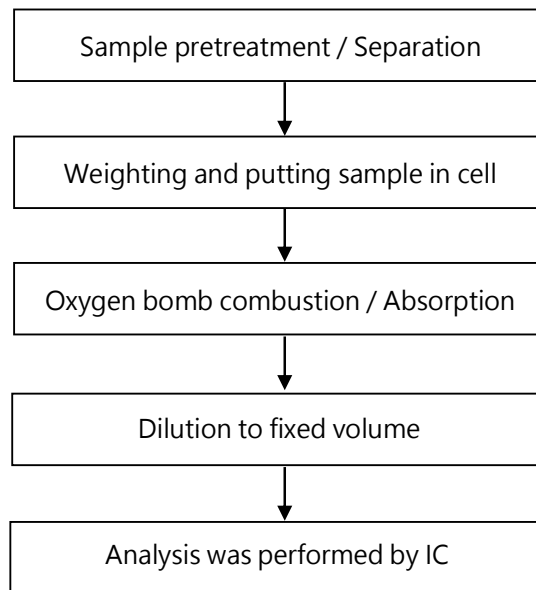 Sample pretreatment / Separation
Weighting and putting sample in cell
Oxygen bomb combustion / Absorption
Dilution to fixed volume
Analysis was performed by IC